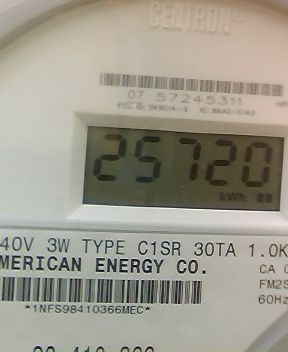 CENTRON
07 57245311
25720
kWh
40V 3W TYPE C1SR 30TA 1.0K
MERICAN ENERGY CO.
CA 0
FM2S
60Hz
*1NFS98410366MEC*